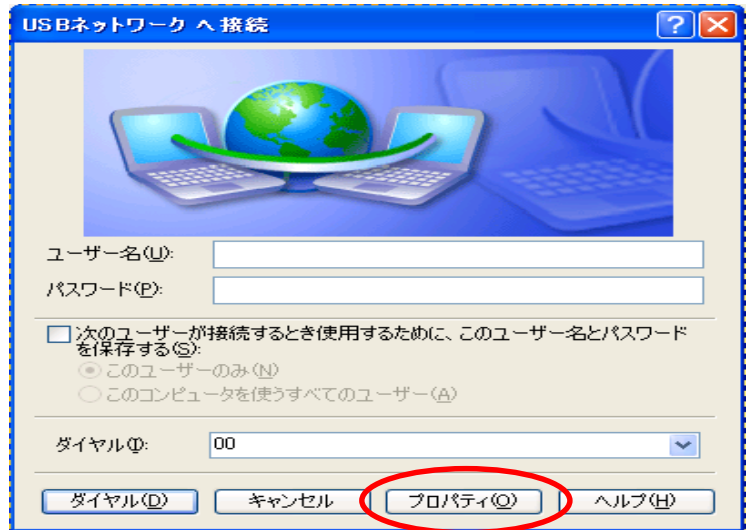 USBネットワーク へ接続
ユーザー名(U):
パスワード(P):
次のユーザーが接続するとき使用するために、このユーザー名とパスワード
を保存する(S):
このユーザーのみ(N)
このコンピュータを使うすべてのユーザー(A)
ダイヤル(I): 00
ダイヤル(D) キャンセル プロパティ(O) ヘルプ(H)